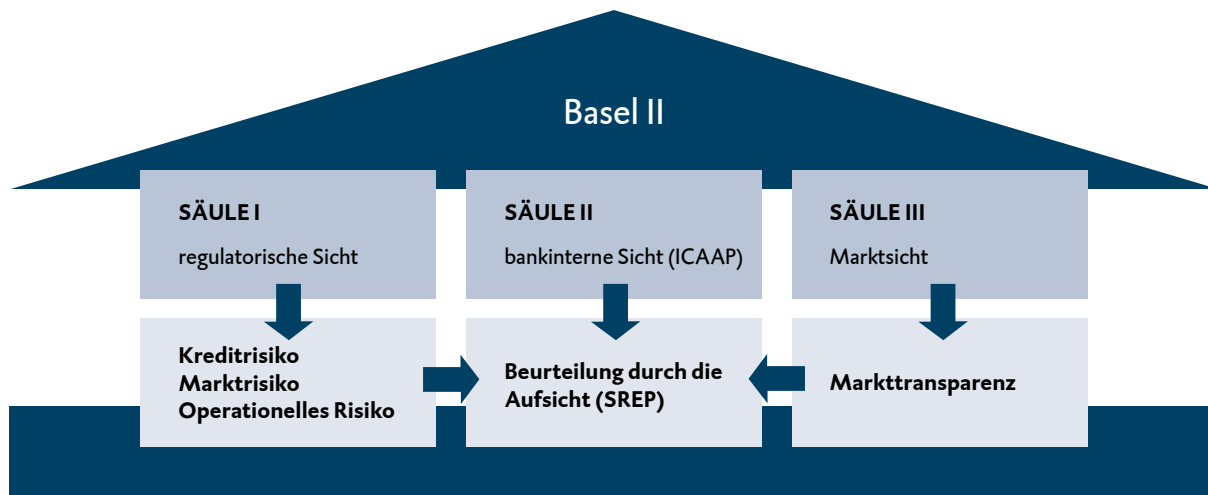 Basel II
SÄULE I
regulatorische Sicht
SÄULE II
bankinterne Sicht (ICAAP)
SÄULE III
Marktsicht
Kreditrisiko
Marktrisiko
Operationelles Risiko
Beurteilung durch die
Aufsicht (SREP)
Markttransparenz